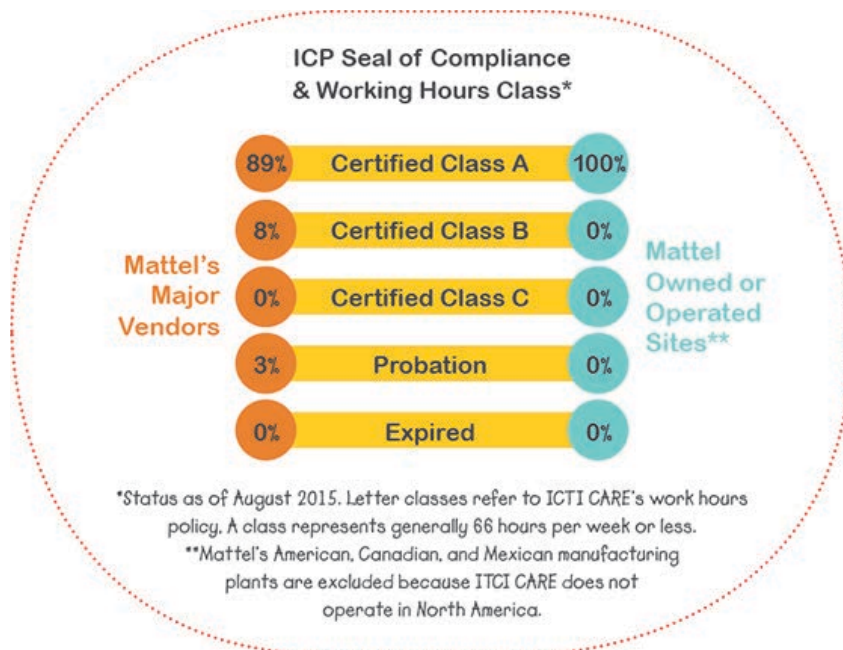 ICP Seal of Compliance
& Working Hours Class*
89% Certified Class A 100%
8% Certified Class B 0%
Mattel's
Major
Vendors
0% Certified Class C 0%
Mattel
Owned or
Operated
Sites**
3% Probation 0%
0% Expired 0%
*Status as of August 2015. Letter classes refer to ICTI CARE's work hours
policy. A class represents generally 66 hours per week or less.
**Mattel's American, Canadian, and Mexican manufacturing
plants are excluded because ITCI CARE does not
operate in North America.